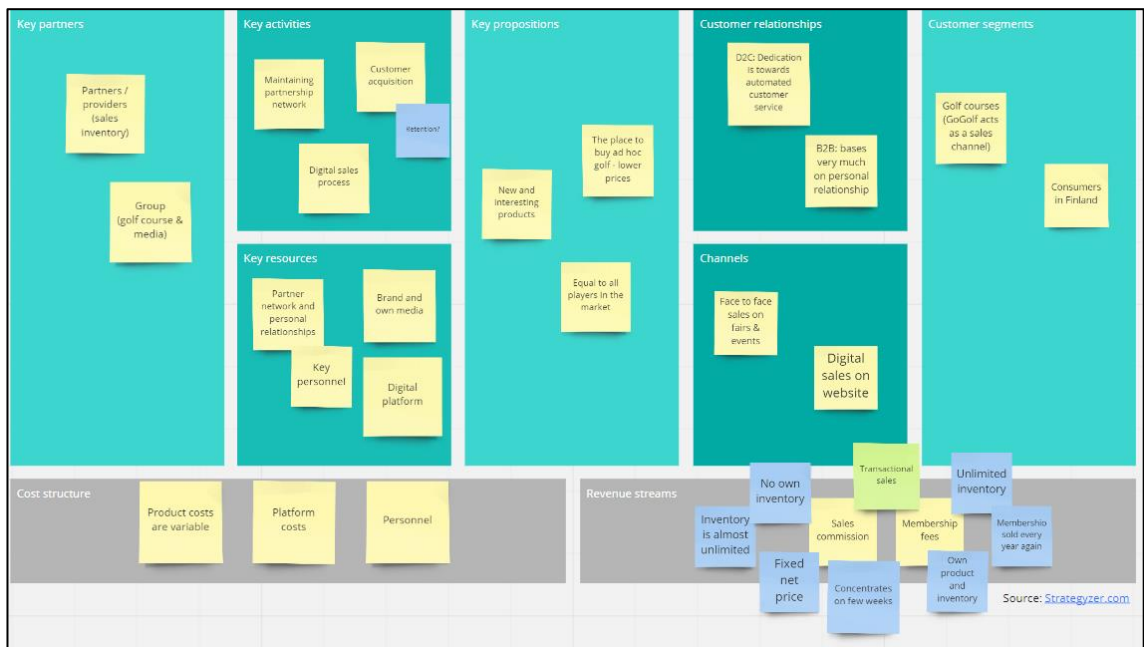 Key partners
Partners /
providers
(sales
inventory)
Group
(golf course &
media)
Key activities
Maintaining
partnership
network
Customer
acquisition
Retention?
Digital sales
process
Key resources
Partner
network and
personal
relationships
Brand and
own media
Key
personnel
Digital
platform
Key propositions
The place to
buy ad hoc
golf - lower
prices
New and
interesting
products
Equal to all
players in the
market
Customer relationships
D2C: Dedication
is towards
automated
customer
service
B2B: bases
very much
on personal
relationship
Channels
Face to face
sales on
fairs &
events
Digital
sales on
website
Customer segments
Golf courses
(GoGolf acts
as a sales
channel)
Consumers
in Finland
Cost structure
Product costs
are variable
Platform
costs
Personnel
Revenue streams
No own
inventory
Transactional
sales
Unlimited
inventory
Inventory
is almost
unlimited
Sales
commission
Membership
fees
Membership
sold every
year again
Fixed
net
price
Concentrates
on few weeks
Own
product
and
inventory
Source: Strategyzer.com